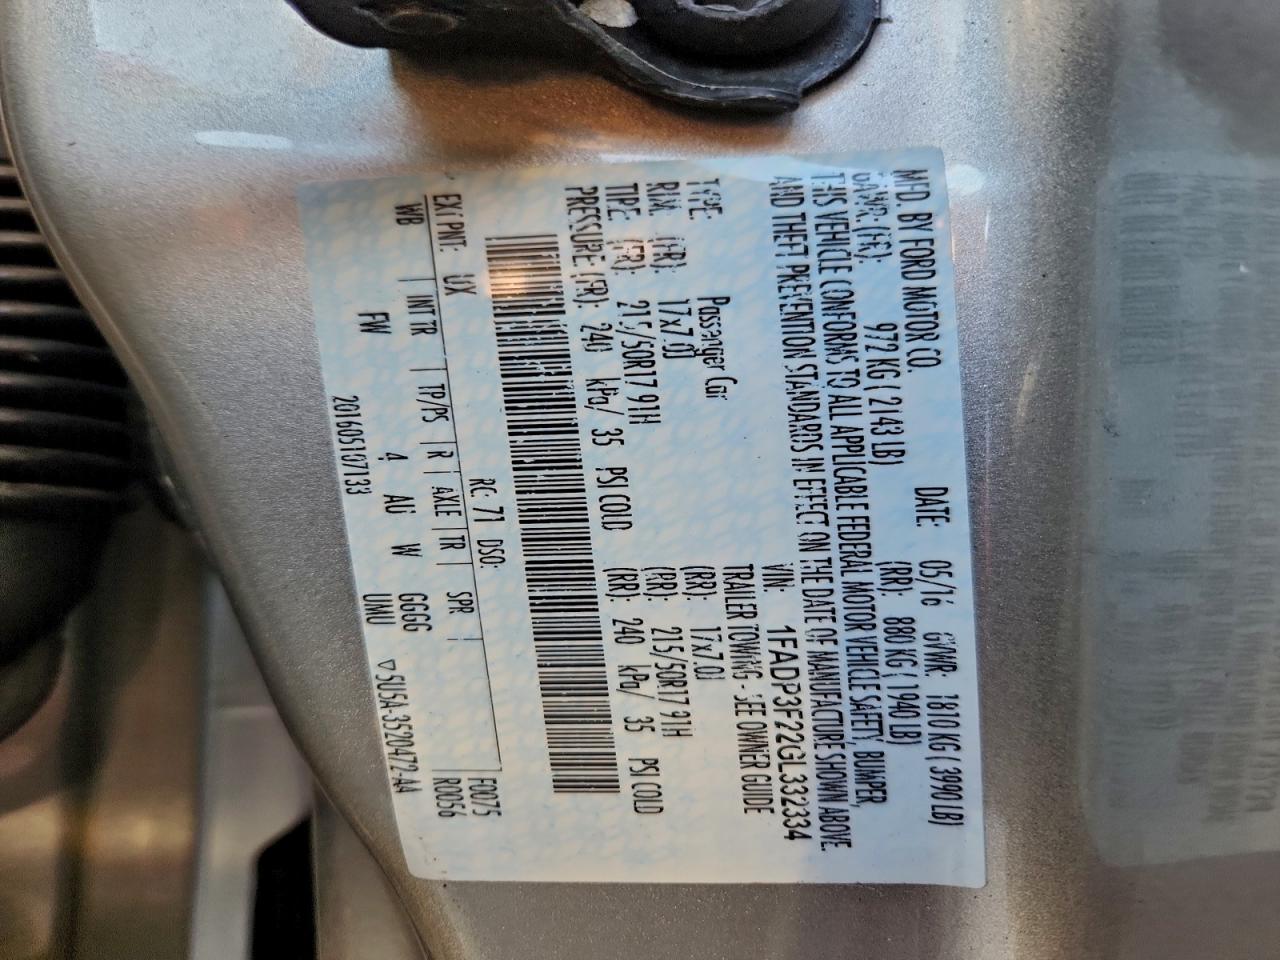 MFD. BY FORD MOTOR CO. DATE: 05/16 GVWR: 1810 KG ( 3990 LB)
GAWR: (FR): 972 KG ( 2143 LB) (RR): 880 KG ( 1940 LB)
THIS VEHICLE CONFORMS TO ALL APPLICABLE FEDERAL MOTOR VEHICLE SAFETY, BUMPER,
AND THEFT PREVENTION STANDARDS IN EFFECT ON THE DATE OF MANUFACTURE SHOWN ABOVE.
VIN: 1FADP3F22GL332334
TYPE: Passenger Car TRAILER TOWING - SEE OWNER GUIDE
RIM: (FR): 17x7.0J (RR): 17x7.0J
TIRE: (FR): 215/50R17 91H (RR): 215/50R17 91H
PRESSURE: (FR): 240 kPa/ 35 PSI COLD (RR): 240 kPa/ 35 PSI COLD
RC: 71 DSO: F0075
EXT PNT: UX R0056
WB INT TR TP/PS R AXLE TR SPR
FW 4 AU W GGGG
UMU ▽5U5A-3520472-AA
201605107133